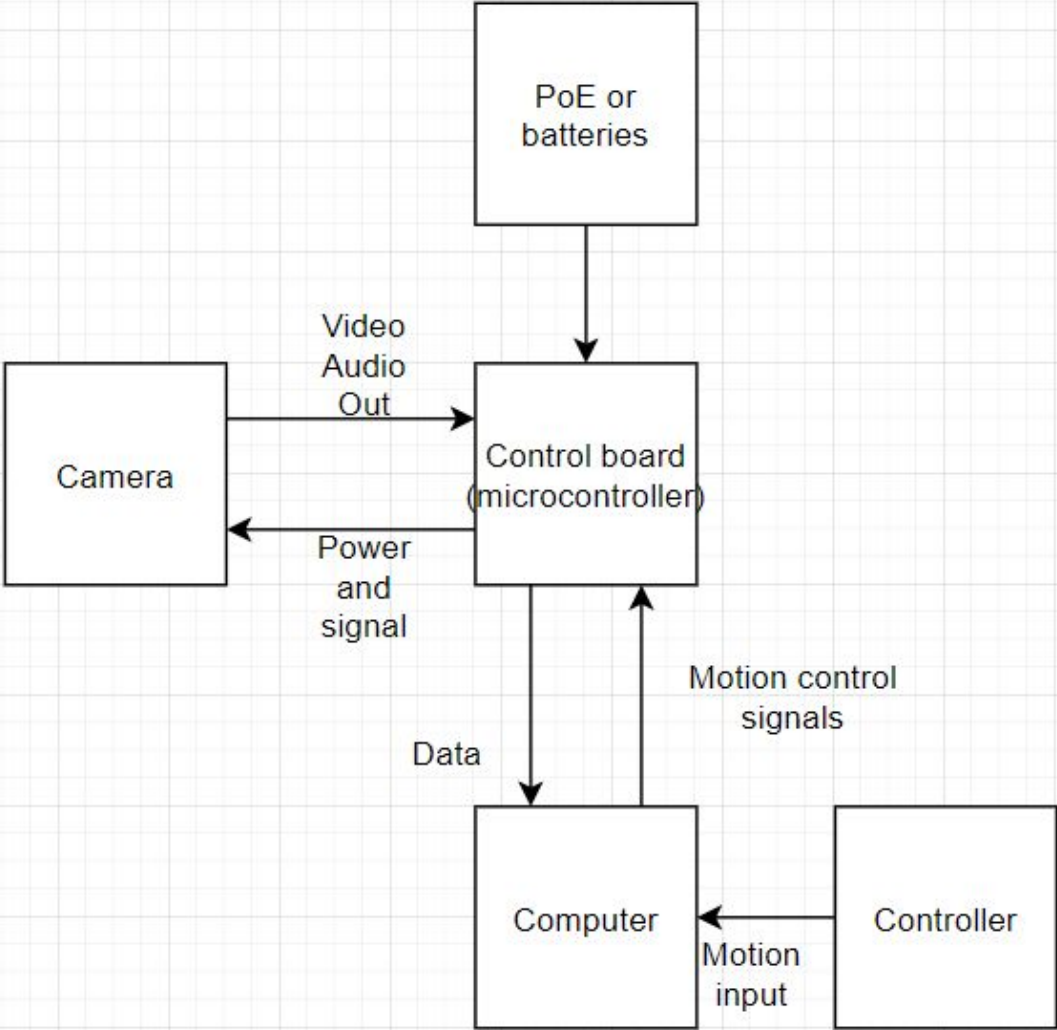 PoE or
batteries
Video
Audio
Out
Camera
Control board
(microcontroller)
Power
and
signal
Motion control
signals
Data
Computer
Controller
Motion
input